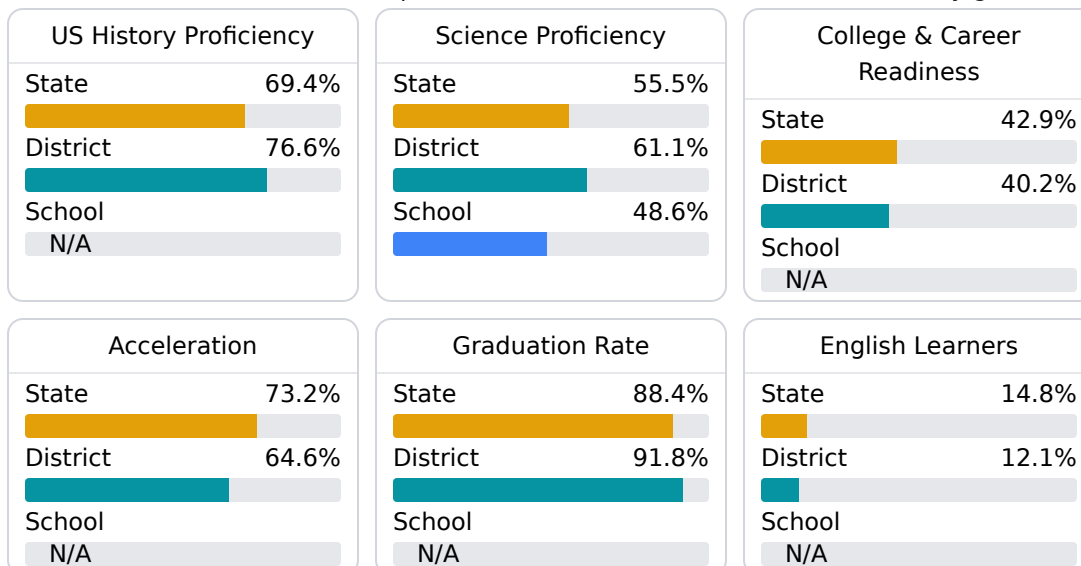 US History Proficiency
State 69.4%
District 76.6%
School
N/A
Science Proficiency
State 55.5%
District 61.1%
School 48.6%
College & Career
Readiness
State 42.9%
District 40.2%
School
N/A
Acceleration
State 73.2%
District 64.6%
School
N/A
Graduation Rate
State 88.4%
District 91.8%
School
N/A
English Learners
State 14.8%
District 12.1%
School
N/A